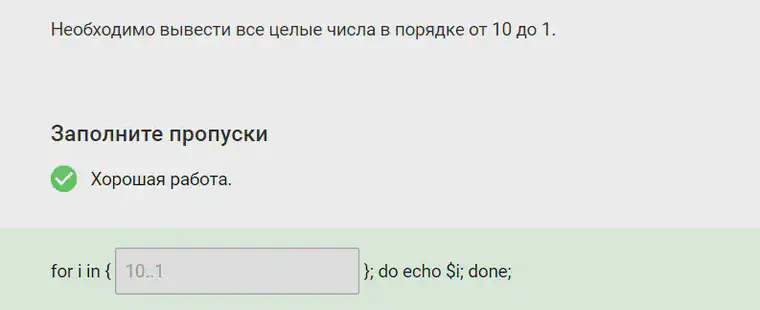 Необходимо вывести все целые числа в порядке от 10 до 1.
Заполните пропуски
Хорошая работа.
for i in { 10..1 }; do echo $i; done;